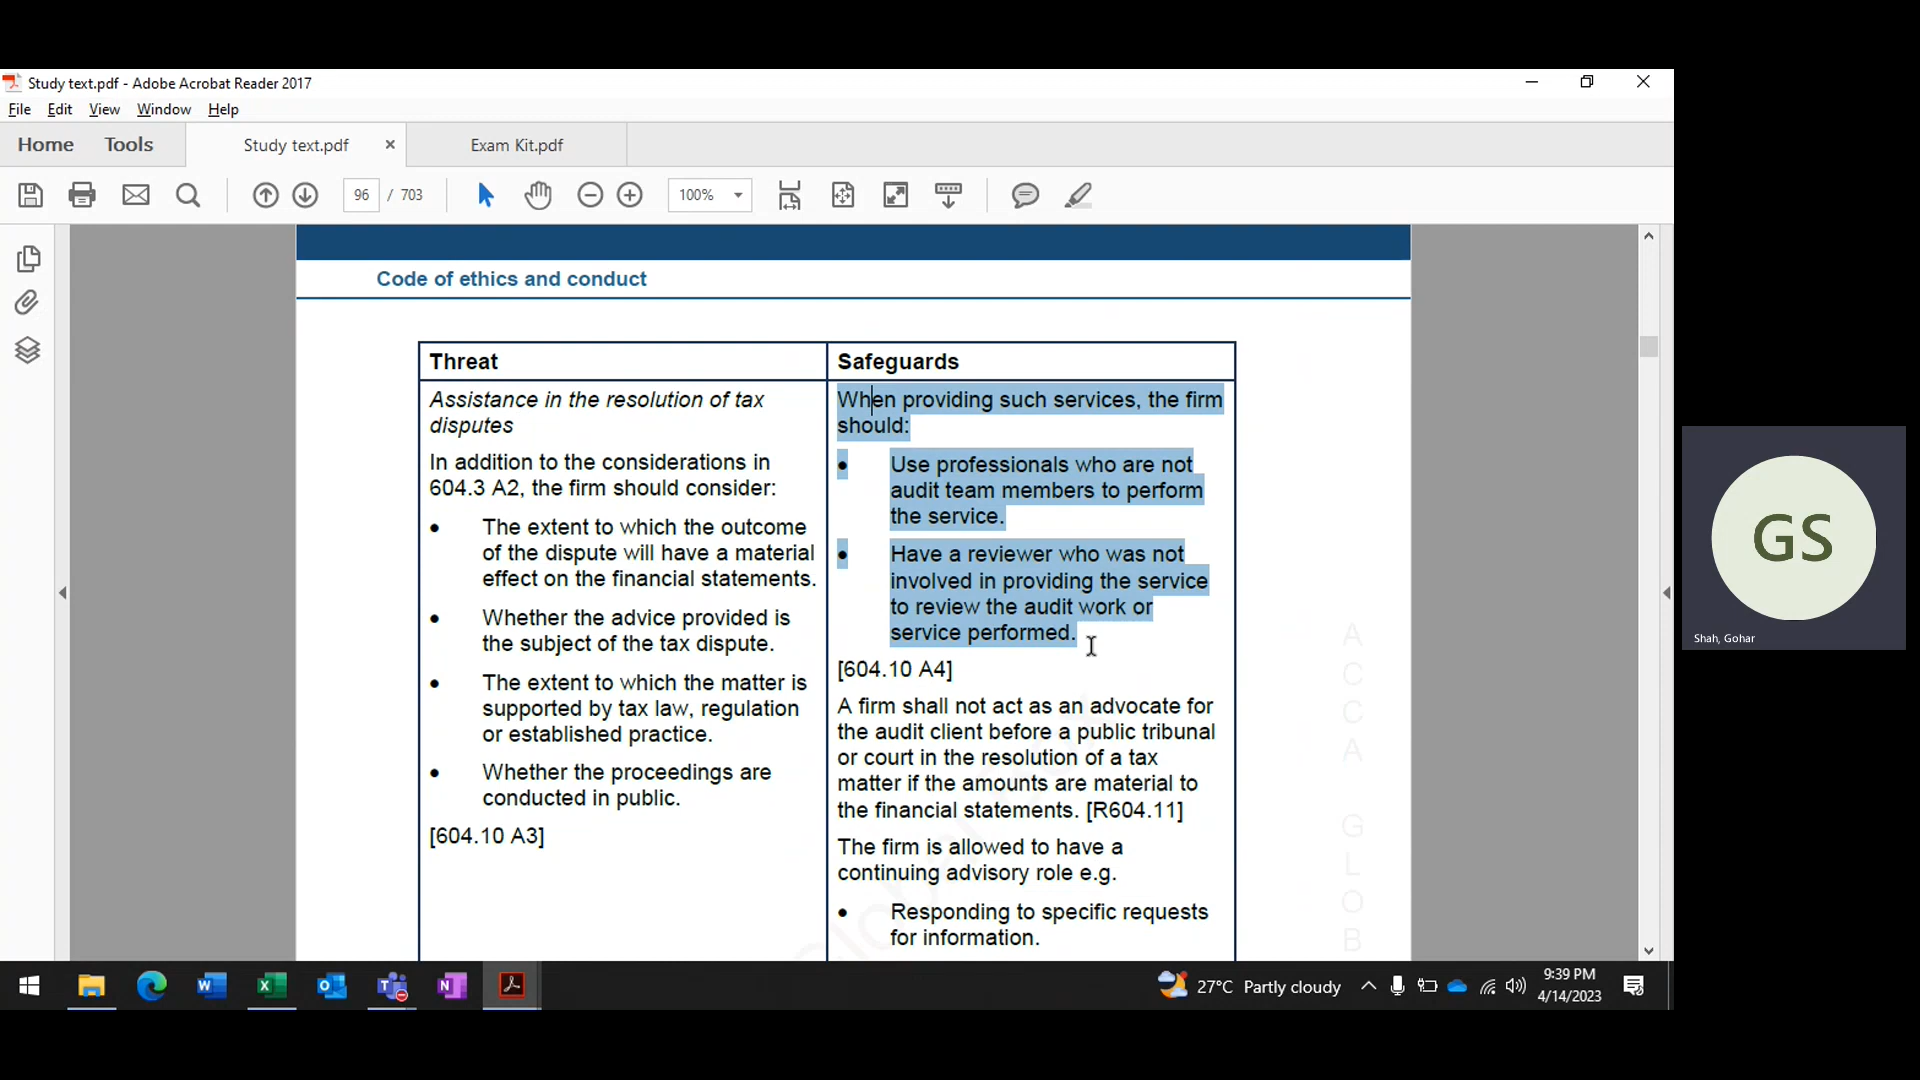 Study text.pdf - Adobe Acrobat Reader 2017
File Edit View Window Help
Home Tools Study text.pdf Exam Kit.pdf
96 / 703 100%
Code of ethics and conduct
Threat
Assistance in the resolution of tax
disputes
In addition to the considerations in
604.3 A2, the firm should consider:
• The extent to which the outcome
of the dispute will have a material
effect on the financial statements.
• Whether the advice provided is
the subject of the tax dispute.
• The extent to which the matter is
supported by tax law, regulation
or established practice.
• Whether the proceedings are
conducted in public.
[604.10 A3]
Safeguards
When providing such services, the firm
should:
• Use professionals who are not
audit team members to perform
the service.
• Have a reviewer who was not
involved in providing the service
to review the audit work or
service performed.
[604.10 A4]
A firm shall not act as an advocate for
the audit client before a public tribunal
or court in the resolution of a tax
matter if the amounts are material to
the financial statements. [R604.11]
The firm is allowed to have a
continuing advisory role e.g.
• Responding to specific requests
for information.
A
C
C
A
G
L
O
B
GS
Shah, Gohar
27°C Partly cloudy
9:39 PM
4/14/2023